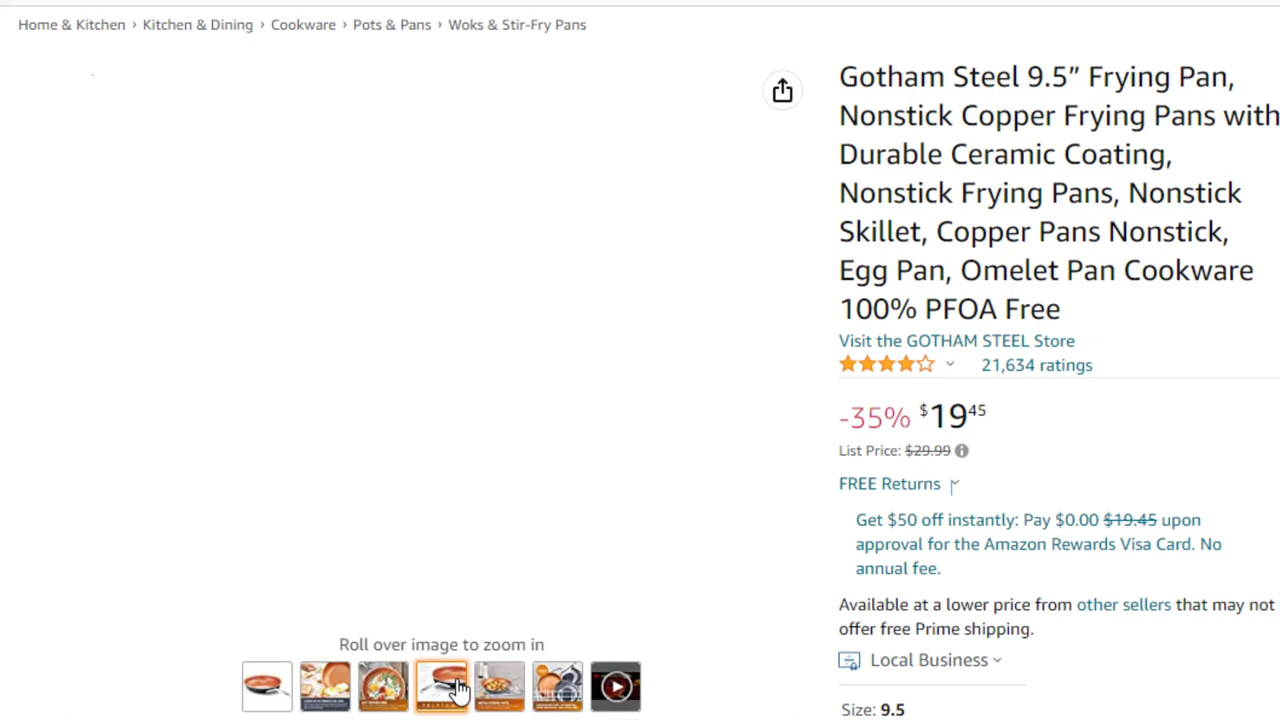 Home & Kitchen › Kitchen & Dining › Cookware › Pots & Pans › Woks & Stir-Fry Pans
Gotham Steel 9.5” Frying Pan,
Nonstick Copper Frying Pans with
Durable Ceramic Coating,
Nonstick Frying Pans, Nonstick
Skillet, Copper Pans Nonstick,
Egg Pan, Omelet Pan Cookware
100% PFOA Free
Visit the GOTHAM STEEL Store
21,634 ratings
-35% $19 45
List Price: $29.99
FREE Returns
Get $50 off instantly: Pay $0.00 $19.45 upon
approval for the Amazon Rewards Visa Card. No
annual fee.
Available at a lower price from other sellers that may not
offer free Prime shipping.
Local Business
Size: 9.5
Roll over image to zoom in